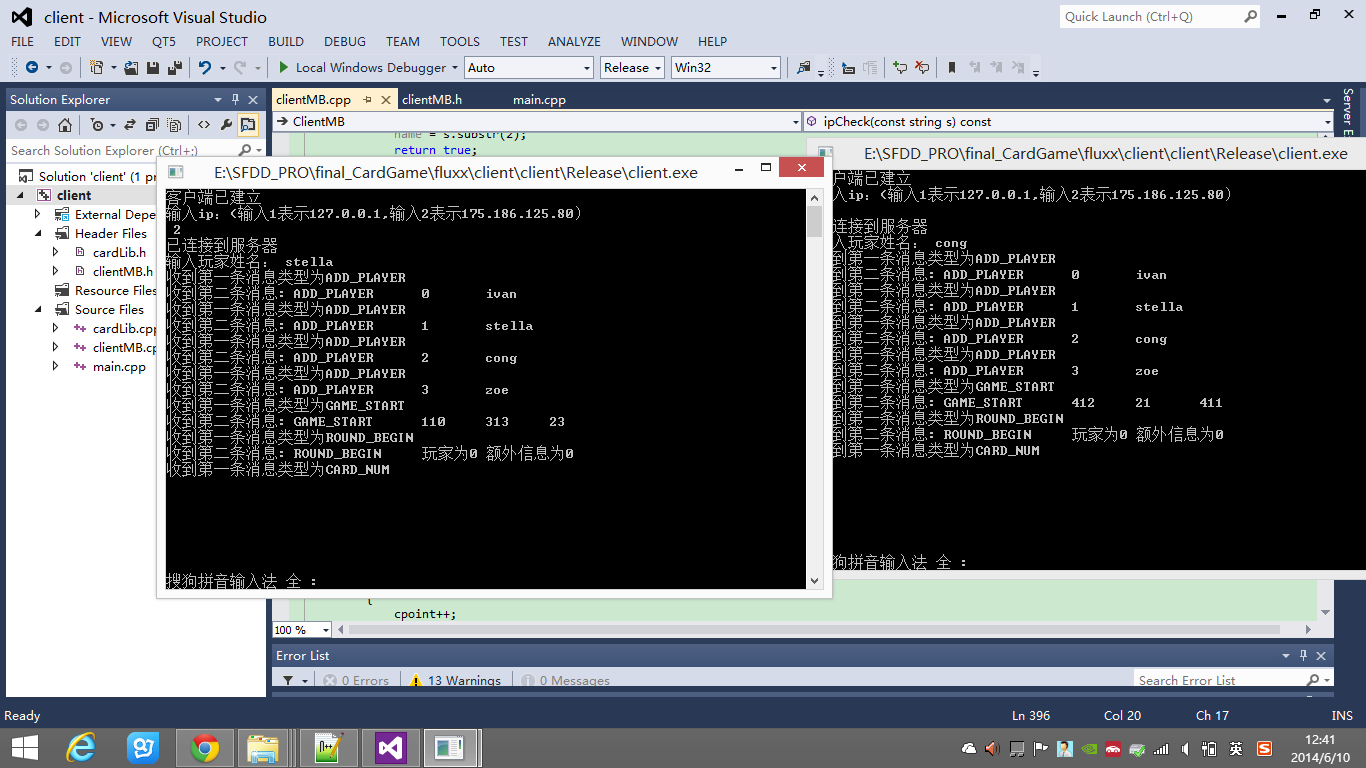 client - Microsoft Visual Studio
Quick Launch (Ctrl+Q)
FILE EDIT VIEW QT5 PROJECT BUILD DEBUG TEAM TOOLS TEST ANALYZE WINDOW HELP
Local Windows Debugger Auto Release Win32
Solution Explorer
Search Solution Explorer (Ctrl+;)
Solution 'client' (1 pr
client
External Depe
Header Files
cardLib.h
clientMB.h
Resource Files
Source Files
cardLib.cpp
clientMB.cp
main.cpp
clientMB.cpp clientMB.h main.cpp
ClientMB ipCheck(const string s) const
name = s.substr(2);
return true;
Server E
E:\SFDD_PRO\final_CardGame\fluxx\client\client\Release\client.exe
客户端已建立
输入ip：(输入1表示127.0.0.1,输入2表示175.186.125.80)
2
已连接到服务器
输入玩家姓名： stella
收到第一条消息类型为ADD_PLAYER
收到第二条消息：ADD_PLAYER 0 ivan
收到第一条消息类型为ADD_PLAYER
收到第二条消息：ADD_PLAYER 1 stella
收到第一条消息类型为ADD_PLAYER
收到第二条消息：ADD_PLAYER 2 cong
收到第一条消息类型为ADD_PLAYER
收到第二条消息：ADD_PLAYER 3 zoe
收到第一条消息类型为GAME_START
收到第二条消息：GAME_START 110 313 23
收到第一条消息类型为ROUND_BEGIN
收到第二条消息：ROUND_BEGIN 玩家为0 额外信息为0
收到第一条消息类型为CARD_NUM
搜狗拼音输入法 全 ：
E:\SFDD_PRO\final_CardGame\fluxx\client\client\Release\client.exe
户端已建立
入ip：(输入1表示127.0.0.1,输入2表示175.186.125.80)
连接到服务器
入玩家姓名： cong
到第一条消息类型为ADD_PLAYER
到第二条消息：ADD_PLAYER 0 ivan
到第一条消息类型为ADD_PLAYER
到第二条消息：ADD_PLAYER 1 stella
到第一条消息类型为ADD_PLAYER
到第二条消息：ADD_PLAYER 2 cong
到第一条消息类型为ADD_PLAYER
到第二条消息：ADD_PLAYER 3 zoe
到第一条消息类型为GAME_START
到第二条消息：GAME_START 412 21 411
到第一条消息类型为ROUND_BEGIN
到第二条消息：ROUND_BEGIN 玩家为0 额外信息为0
到第一条消息类型为CARD_NUM
狗拼音输入法 全 ：
{
cpoint++;
100 %
Error List
0 Errors 13 Warnings 0 Messages
Search Error List
Ready Ln 396 Col 20 Ch 17 INS
英
12:41
2014/6/10